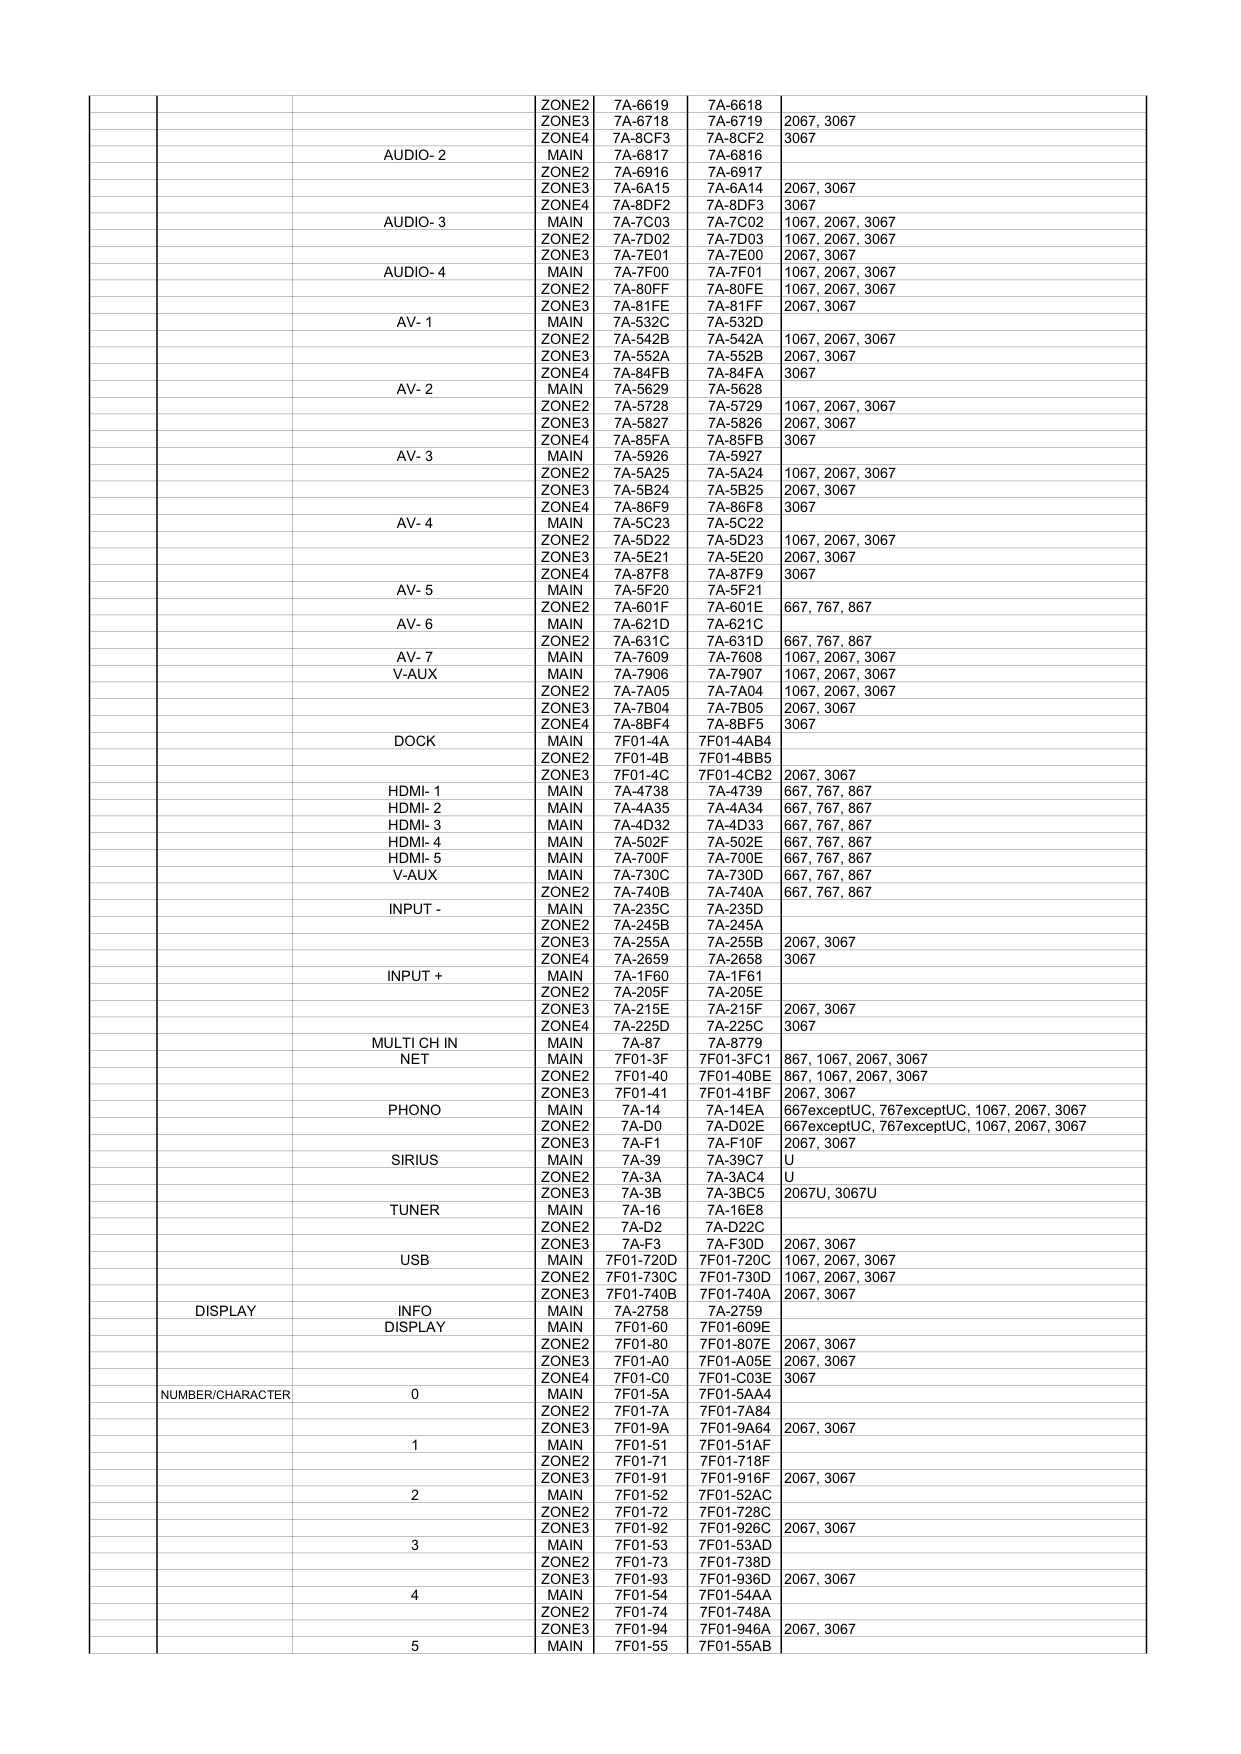 ZONE2 7A-6619 7A-6618
ZONE3 7A-6718 7A-6719 2067, 3067
ZONE4 7A-8CF3 7A-8CF2 3067
AUDIO- 2 MAIN 7A-6817 7A-6816
ZONE2 7A-6916 7A-6917
ZONE3 7A-6A15 7A-6A14 2067, 3067
ZONE4 7A-8DF2 7A-8DF3 3067
AUDIO- 3 MAIN 7A-7C03 7A-7C02 1067, 2067, 3067
ZONE2 7A-7D02 7A-7D03 1067, 2067, 3067
ZONE3 7A-7E01 7A-7E00 2067, 3067
AUDIO- 4 MAIN 7A-7F00 7A-7F01 1067, 2067, 3067
ZONE2 7A-80FF 7A-80FE 1067, 2067, 3067
ZONE3 7A-81FE 7A-81FF 2067, 3067
AV- 1 MAIN 7A-532C 7A-532D
ZONE2 7A-542B 7A-542A 1067, 2067, 3067
ZONE3 7A-552A 7A-552B 2067, 3067
ZONE4 7A-84FB 7A-84FA 3067
AV- 2 MAIN 7A-5629 7A-5628
ZONE2 7A-5728 7A-5729 1067, 2067, 3067
ZONE3 7A-5827 7A-5826 2067, 3067
ZONE4 7A-85FA 7A-85FB 3067
AV- 3 MAIN 7A-5926 7A-5927
ZONE2 7A-5A25 7A-5A24 1067, 2067, 3067
ZONE3 7A-5B24 7A-5B25 2067, 3067
ZONE4 7A-86F9 7A-86F8 3067
AV- 4 MAIN 7A-5C23 7A-5C22
ZONE2 7A-5D22 7A-5D23 1067, 2067, 3067
ZONE3 7A-5E21 7A-5E20 2067, 3067
ZONE4 7A-87F8 7A-87F9 3067
AV- 5 MAIN 7A-5F20 7A-5F21
ZONE2 7A-601F 7A-601E 667, 767, 867
AV- 6 MAIN 7A-621D 7A-621C
ZONE2 7A-631C 7A-631D 667, 767, 867
AV- 7 MAIN 7A-7609 7A-7608 1067, 2067, 3067
V-AUX MAIN 7A-7906 7A-7907 1067, 2067, 3067
ZONE2 7A-7A05 7A-7A04 1067, 2067, 3067
ZONE3 7A-7B04 7A-7B05 2067, 3067
ZONE4 7A-8BF4 7A-8BF5 3067
DOCK MAIN 7F01-4A 7F01-4AB4
ZONE2 7F01-4B 7F01-4BB5
ZONE3 7F01-4C 7F01-4CB2 2067, 3067
HDMI- 1 MAIN 7A-4738 7A-4739 667, 767, 867
HDMI- 2 MAIN 7A-4A35 7A-4A34 667, 767, 867
HDMI- 3 MAIN 7A-4D32 7A-4D33 667, 767, 867
HDMI- 4 MAIN 7A-502F 7A-502E 667, 767, 867
HDMI- 5 MAIN 7A-700F 7A-700E 667, 767, 867
V-AUX MAIN 7A-730C 7A-730D 667, 767, 867
ZONE2 7A-740B 7A-740A 667, 767, 867
INPUT - MAIN 7A-235C 7A-235D
ZONE2 7A-245B 7A-245A
ZONE3 7A-255A 7A-255B 2067, 3067
ZONE4 7A-2659 7A-2658 3067
INPUT + MAIN 7A-1F60 7A-1F61
ZONE2 7A-205F 7A-205E
ZONE3 7A-215E 7A-215F 2067, 3067
ZONE4 7A-225D 7A-225C 3067
MULTI CH IN MAIN 7A-87 7A-8779
NET MAIN 7F01-3F 7F01-3FC1 867, 1067, 2067, 3067
ZONE2 7F01-40 7F01-40BE 867, 1067, 2067, 3067
ZONE3 7F01-41 7F01-41BF 2067, 3067
PHONO MAIN 7A-14 7A-14EA 667exceptUC, 767exceptUC, 1067, 2067, 3067
ZONE2 7A-D0 7A-D02E 667exceptUC, 767exceptUC, 1067, 2067, 3067
ZONE3 7A-F1 7A-F10F 2067, 3067
SIRIUS MAIN 7A-39 7A-39C7 U
ZONE2 7A-3A 7A-3AC4 U
ZONE3 7A-3B 7A-3BC5 2067U, 3067U
TUNER MAIN 7A-16 7A-16E8
ZONE2 7A-D2 7A-D22C
ZONE3 7A-F3 7A-F30D 2067, 3067
USB MAIN 7F01-720D 7F01-720C 1067, 2067, 3067
ZONE2 7F01-730C 7F01-730D 1067, 2067, 3067
ZONE3 7F01-740B 7F01-740A 2067, 3067
DISPLAY INFO MAIN 7A-2758 7A-2759
DISPLAY MAIN 7F01-60 7F01-609E
ZONE2 7F01-80 7F01-807E 2067, 3067
ZONE3 7F01-A0 7F01-A05E 2067, 3067
ZONE4 7F01-C0 7F01-C03E 3067
NUMBER/CHARACTER 0 MAIN 7F01-5A 7F01-5AA4
ZONE2 7F01-7A 7F01-7A84
ZONE3 7F01-9A 7F01-9A64 2067, 3067
1 MAIN 7F01-51 7F01-51AF
ZONE2 7F01-71 7F01-718F
ZONE3 7F01-91 7F01-916F 2067, 3067
2 MAIN 7F01-52 7F01-52AC
ZONE2 7F01-72 7F01-728C
ZONE3 7F01-92 7F01-926C 2067, 3067
3 MAIN 7F01-53 7F01-53AD
ZONE2 7F01-73 7F01-738D
ZONE3 7F01-93 7F01-936D 2067, 3067
4 MAIN 7F01-54 7F01-54AA
ZONE2 7F01-74 7F01-748A
ZONE3 7F01-94 7F01-946A 2067, 3067
5 MAIN 7F01-55 7F01-55AB